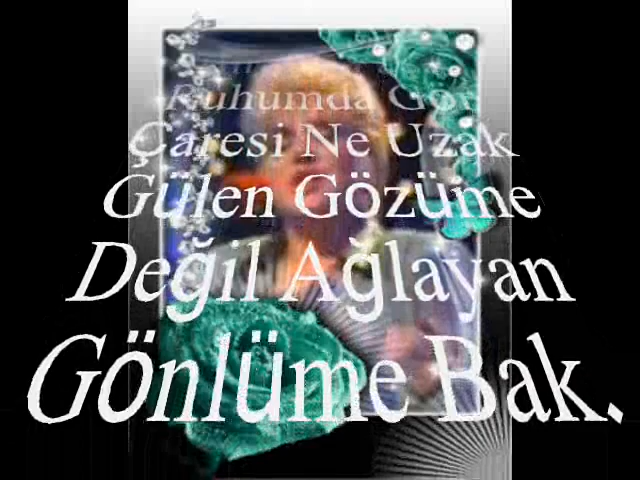 Ruhumda
Çaresi Ne Uzak
Gülen Gözüme
Değil Ağlayan
Gönlüme Bak.